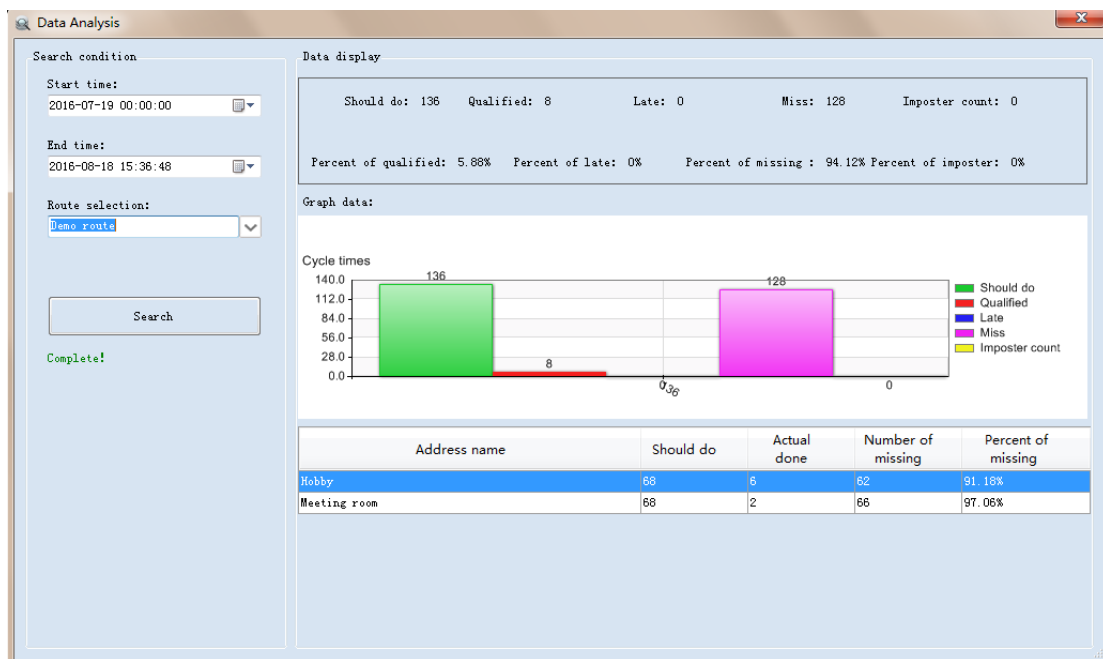 Data Analysis
x
Search condition
Start time:
2016-07-19 00:00:00
End time:
2016-08-18 15:36:48
Route selection:
Demo route
Search
Complete!
Data display
Should do: 136 Qualified: 8 Late: 0 Miss: 128 Imposter count: 0
Percent of qualified: 5.88% Percent of late: 0% Percent of missing : 94.12% Percent of imposter: 0%
Graph data:
Cycle times
140.0
112.0
84.0
56.0
28.0
0.0
136
8
0
128
0
136
Should do
Qualified
Late
Miss
Imposter count
Address name Should do Actual done Number of missing Percent of missing
Hobby 68 6 62 91.18%
Meeting room 68 2 66 97.06%